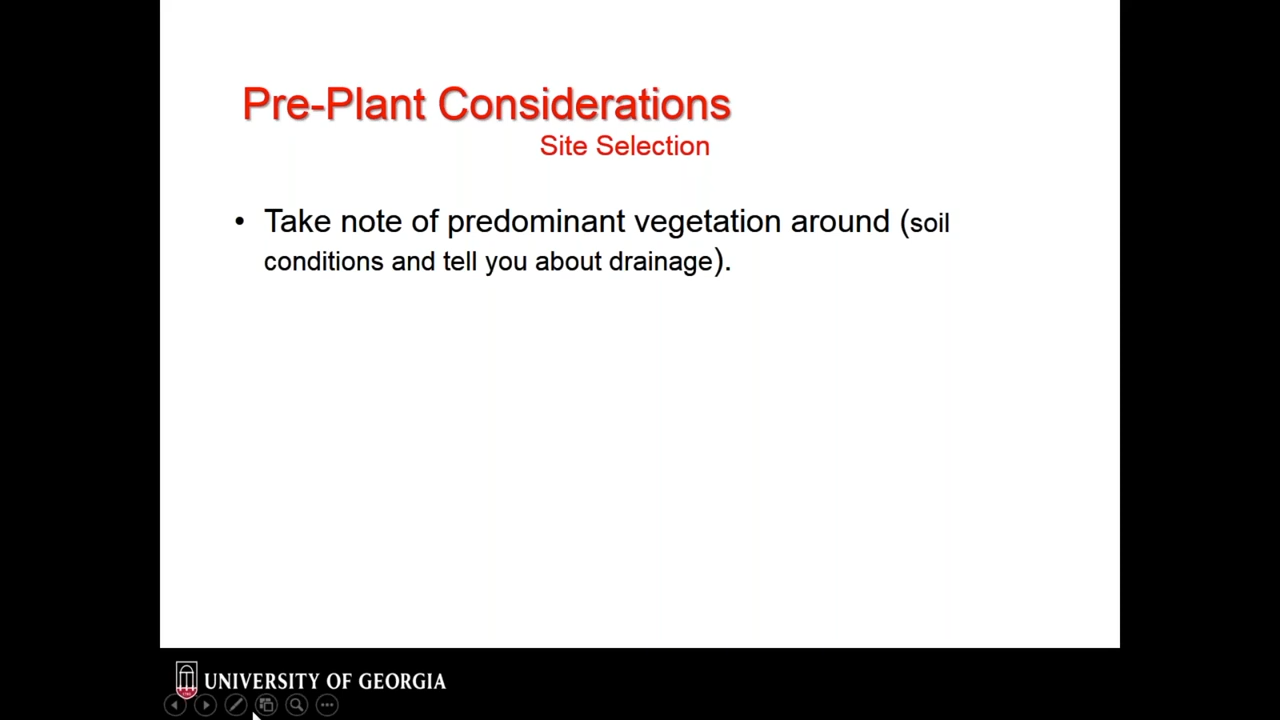 Pre-Plant Considerations
Site Selection
• Take note of predominant vegetation around (soil
conditions and tell you about drainage).
UNIVERSITY OF GEORGIA